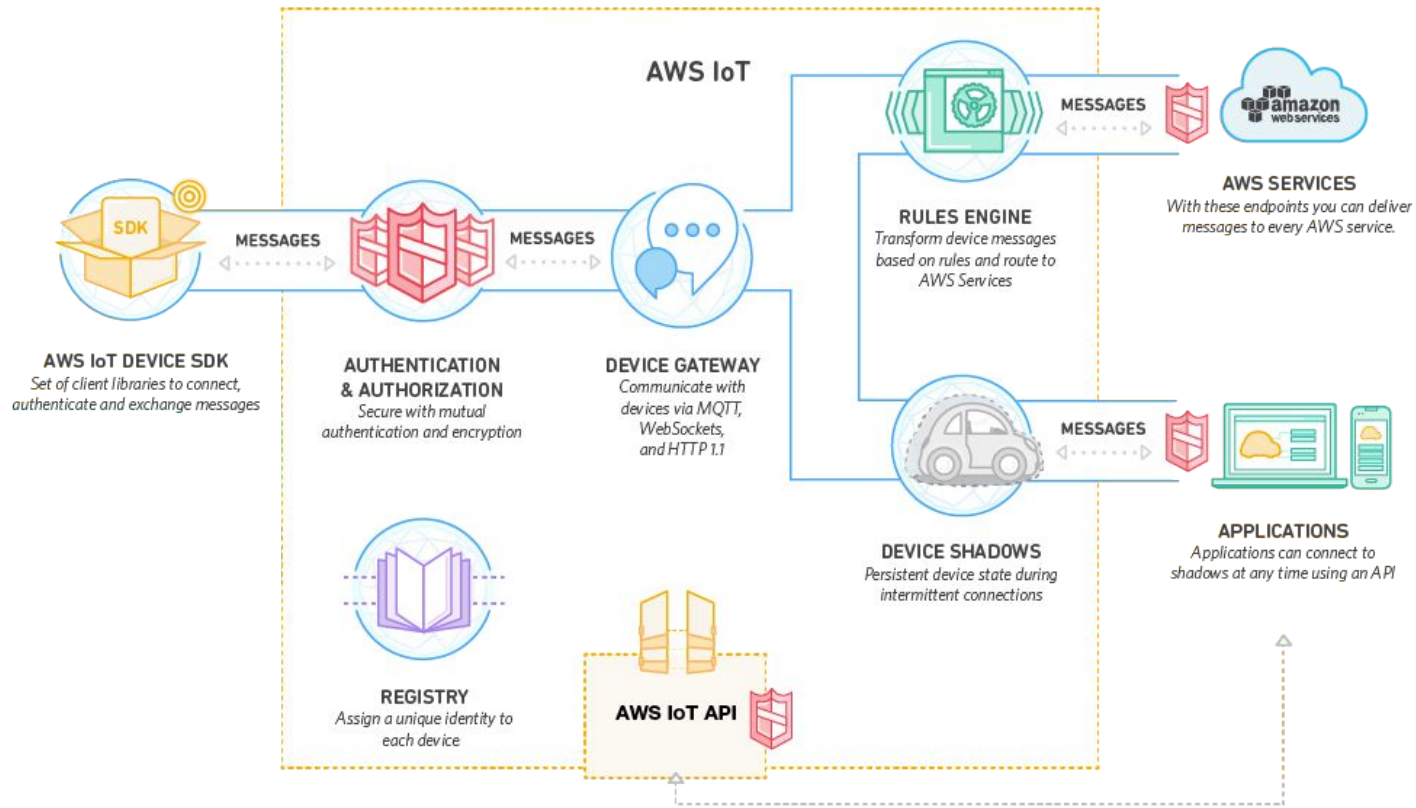 AWS IoT
SDK
MESSAGES
MESSAGES
MESSAGES
amazon
webservices
AWS IoT DEVICE SDK
Set of client libraries to connect,
authenticate and exchange messages
AUTHENTICATION
& AUTHORIZATION
Secure with mutual
authentication and encryption
DEVICE GATEWAY
Communicate with
devices via MQTT,
WebSockets,
and HTTP 1.1
RULES ENGINE
Transform device messages
based on rules and route to
AWS Services
AWS SERVICES
With these endpoints you can deliver
messages to every AWS service.
MESSAGES
DEVICE SHADOWS
Persistent device state during
intermittent connections
APPLICATIONS
Applications can connect to
shadows at any time using an API
REGISTRY
Assign a unique identity to
each device
AWS IoT API